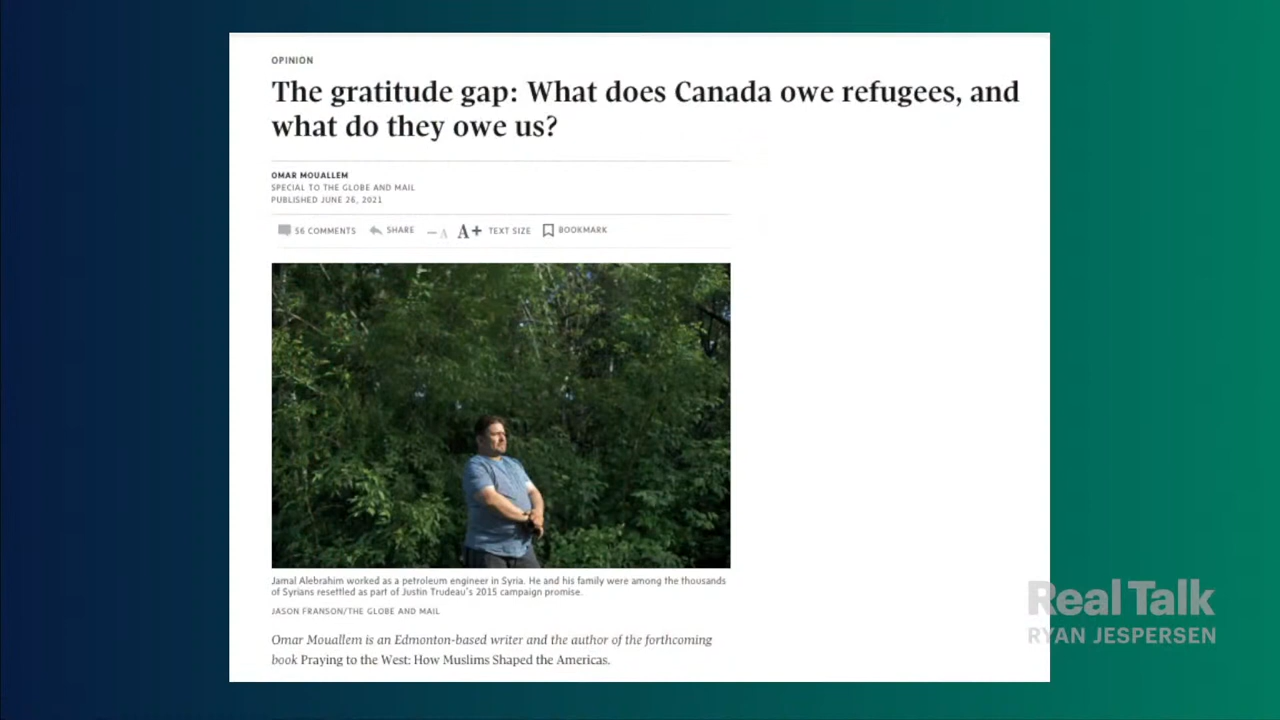 OPINION
The gratitude gap: What does Canada owe refugees, and
what do they owe us?
OMAR MOUALLEM
SPECIAL TO THE GLOBE AND MAIL
PUBLISHED JUNE 26, 2021
56 COMMENTS SHARE — A A+ TEXT SIZE BOOKMARK
Jamal Alebrahim worked as a petroleum engineer in Syria. He and his family were among the thousands
of Syrians resettled as part of Justin Trudeau's 2015 campaign promise.
JASON FRANSON/THE GLOBE AND MAIL
Omar Mouallem is an Edmonton-based writer and the author of the forthcoming
book Praying to the West: How Muslims Shaped the Americas.
Real Talk
RYAN JESPERSEN